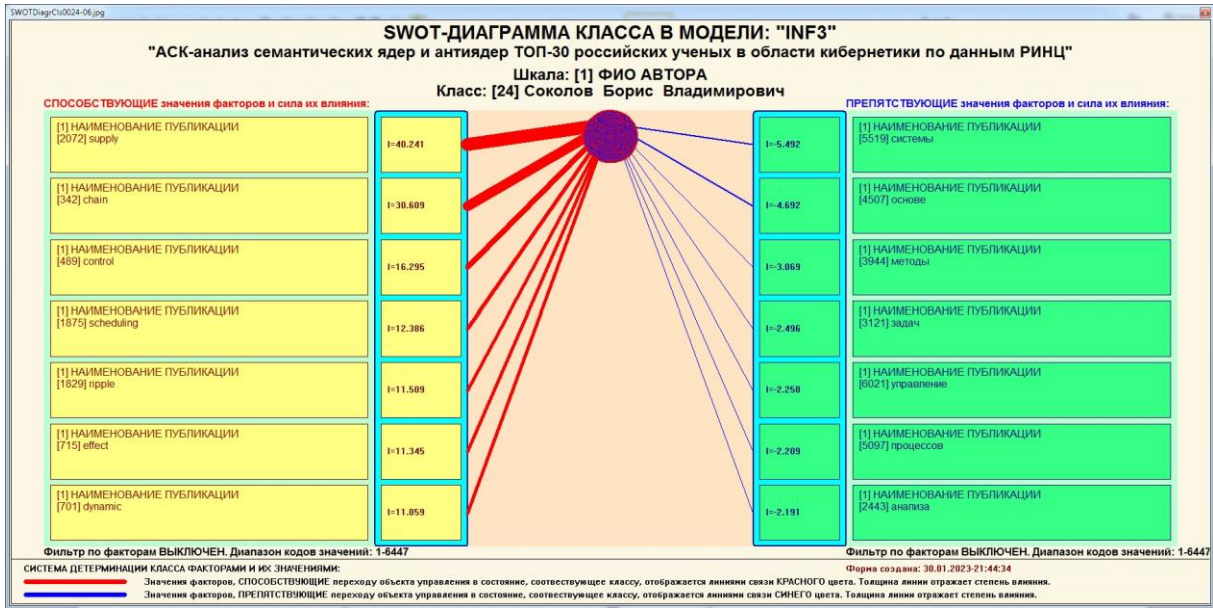 SWOTDiagrCls0024-06.jpg
SWOT-ДИАГРАММА КЛАССА В МОДЕЛИ: "INF3"
"АСК-анализ семантических ядер и антиядер ТОП-30 российских ученых в области кибернетики по данным РИНЦ"
Шкала: [1] ФИО АВТОРА
Класс: [24] Соколов Борис Владимирович
СПОСОБСТВУЮЩИЕ значения факторов и сила их влияния:
ПРЕПЯТСТВУЮЩИЕ значения факторов и сила их влияния:
[1] НАИМЕНОВАНИЕ ПУБЛИКАЦИИ
[2072] supply
I=40.241
I=-5.492
[1] НАИМЕНОВАНИЕ ПУБЛИКАЦИИ
[5519] системы
[1] НАИМЕНОВАНИЕ ПУБЛИКАЦИИ
[342] chain
I=30.609
I=-4.692
[1] НАИМЕНОВАНИЕ ПУБЛИКАЦИИ
[4507] основе
[1] НАИМЕНОВАНИЕ ПУБЛИКАЦИИ
[489] control
I=16.295
I=-3.069
[1] НАИМЕНОВАНИЕ ПУБЛИКАЦИИ
[3944] методы
[1] НАИМЕНОВАНИЕ ПУБЛИКАЦИИ
[1875] scheduling
I=12.386
I=-2.496
[1] НАИМЕНОВАНИЕ ПУБЛИКАЦИИ
[3121] задач
[1] НАИМЕНОВАНИЕ ПУБЛИКАЦИИ
[1829] ripple
I=11.509
I=-2.250
[1] НАИМЕНОВАНИЕ ПУБЛИКАЦИИ
[6021] управление
[1] НАИМЕНОВАНИЕ ПУБЛИКАЦИИ
[715] effect
I=11.345
I=-2.209
[1] НАИМЕНОВАНИЕ ПУБЛИКАЦИИ
[5097] процессов
[1] НАИМЕНОВАНИЕ ПУБЛИКАЦИИ
[701] dynamic
I=11.059
I=-2.191
[1] НАИМЕНОВАНИЕ ПУБЛИКАЦИИ
[2443] анализа
Фильтр по факторам ВЫКЛЮЧЕН. Диапазон кодов значений: 1-6447
Фильтр по факторам ВЫКЛЮЧЕН. Диапазон кодов значений: 1-6447
СИСТЕМА ДЕТЕРМИНАЦИИ КЛАССА ФАКТОРАМИ И ИХ ЗНАЧЕНИЯМИ:
Форма создана: 30.01.2023-21:44:34
Значения факторов, СПОСОБСТВУЮЩИЕ переходу объекта управления в состояние, соотвествующее классу, отображается линиями связи КРАСНОГО цвета. Толщина линии отражает степень влияния.
Значения факторов, ПРЕПЯТСТВУЮЩИЕ переходу объекта управления в состояние, соотвествующее классу, отображается линиями связи СИНЕГО цвета. Толщина линии отражает степень влияния.